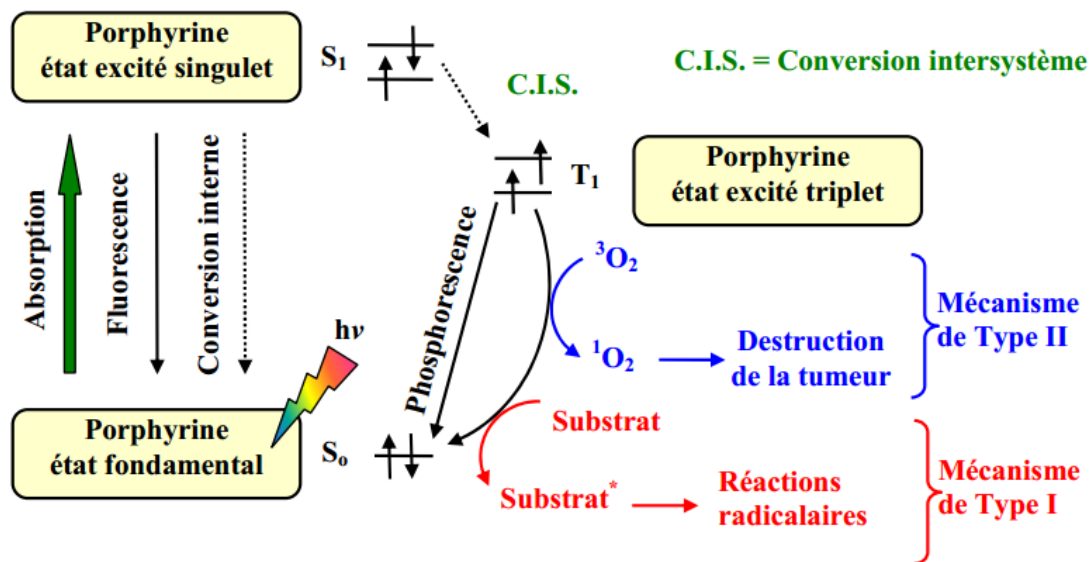 Porphyrine
état excité singulet
S1
C.I.S.
C.I.S. = Conversion intersystème
T1
Porphyrine
état excité triplet
Absorption
Fluorescence
Conversion interne
Phosphorescence
hν
³O₂
¹O₂
Destruction
de la tumeur
Mécanisme
de Type II
Porphyrine
état fondamental
So
Substrat
Substrat*
Réactions
radicalaires
Mécanisme
de Type I